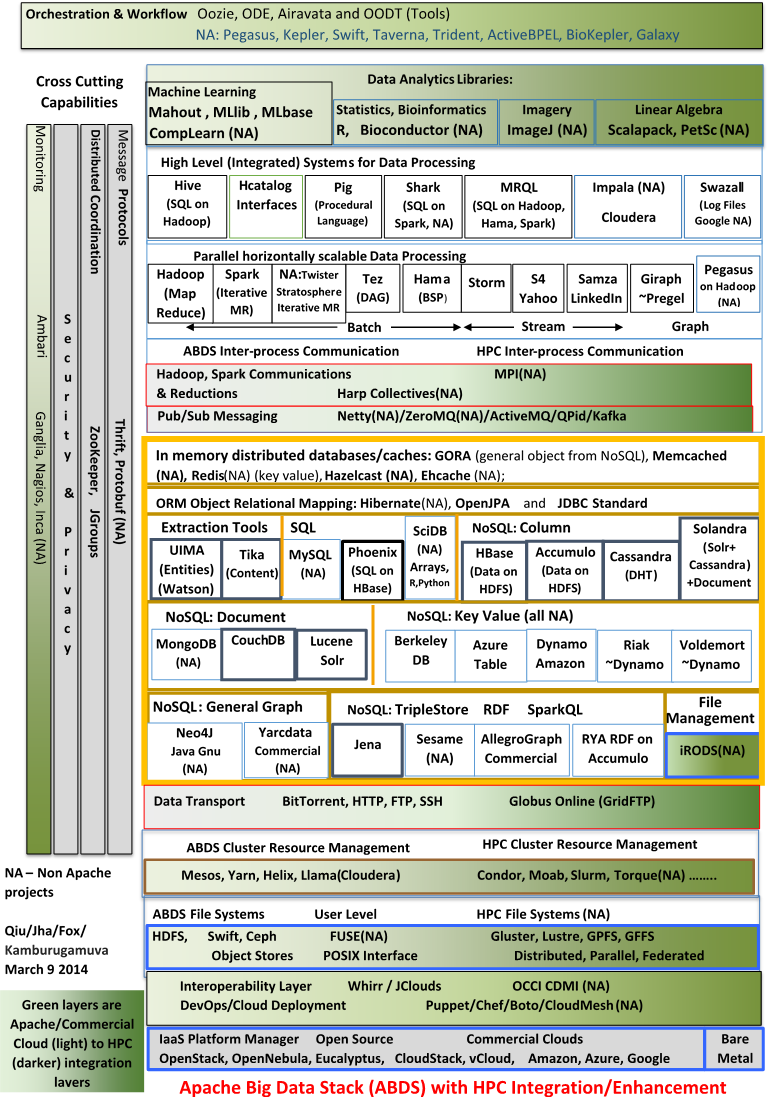 Orchestration & Workflow Oozie, ODE, Airavata and OODT (Tools)
NA: Pegasus, Kepler, Swift, Taverna, Trident, ActiveBPEL, BioKepler, Galaxy
Cross Cutting
Capabilities
Monitoring
Ambari
Ganglia, Nagios, Inca (NA)
Security & Privacy
Distributed Coordination
ZooKeeper, JGroups
Message Protocols
Thrift, Protobuf (NA)
Data Analytics Libraries:
Machine Learning
Mahout , MLlib , MLbase
CompLearn (NA)
Statistics, Bioinformatics
R, Bioconductor (NA)
Imagery
ImageJ (NA)
Linear Algebra
Scalapack, PetSc (NA)
High Level (Integrated) Systems for Data Processing
Hive
(SQL on
Hadoop)
Hcatalog
Interfaces
Pig
(Procedural
Language)
Shark
(SQL on
Spark, NA)
MRQL
(SQL on Hadoop,
Hama, Spark)
Impala (NA)
Cloudera
Swazall
(Log Files
Google NA)
Parallel horizontally scalable Data Processing
Hadoop
(Map
Reduce)
Spark
(Iterative
MR)
NA:Twister
Stratosphere
Iterative MR
Tez
(DAG)
Hama
(BSP)
Storm
S4
Yahoo
Samza
LinkedIn
Giraph
~Pregel
Pegasus
on Hadoop
(NA)
Batch
Stream
Graph
ABDS Inter-process Communication
HPC Inter-process Communication
Hadoop, Spark Communications
MPI(NA)
& Reductions
Harp Collectives(NA)
Pub/Sub Messaging
Netty(NA)/ZeroMQ(NA)/ActiveMQ/QPid/Kafka
In memory distributed databases/caches: GORA (general object from NoSQL), Memcached
(NA), Redis(NA) (key value), Hazelcast (NA), Ehcache (NA);
ORM Object Relational Mapping: Hibernate(NA), OpenJPA and JDBC Standard
Extraction Tools
UIMA
(Entities)
(Watson)
Tika
(Content)
SQL
MySQL
(NA)
Phoenix
(SQL on
HBase)
SciDB
(NA)
Arrays,
R,Python
NoSQL: Column
HBase
(Data on
HDFS)
Accumulo
(Data on
HDFS)
Cassandra
(DHT)
Solandra
(Solr+
Cassandra)
+Document
NoSQL: Document
MongoDB
(NA)
CouchDB
Lucene
Solr
NoSQL: Key Value (all NA)
Berkeley
DB
Azure
Table
Dynamo
Amazon
Riak
~Dynamo
Voldemort
~Dynamo
NoSQL: General Graph
Neo4J
Java Gnu
(NA)
Yarcdata
Commercial
(NA)
NoSQL: TripleStore RDF SparkQL
Jena
Sesame
(NA)
AllegroGraph
Commercial
RYA RDF on
Accumulo
File
Management
iRODS(NA)
Data Transport
BitTorrent, HTTP, FTP, SSH
Globus Online (GridFTP)
ABDS Cluster Resource Management
HPC Cluster Resource Management
Mesos, Yarn, Helix, Llama(Cloudera)
Condor, Moab, Slurm, Torque(NA) ……..
ABDS File Systems
User Level
HPC File Systems (NA)
HDFS, Swift, Ceph
FUSE(NA)
Gluster, Lustre, GPFS, GFFS
Object Stores
POSIX Interface
Distributed, Parallel, Federated
Interoperability Layer
Whirr / JClouds
OCCI CDMI (NA)
DevOps/Cloud Deployment
Puppet/Chef/Boto/CloudMesh(NA)
IaaS Platform Manager
Open Source
Commercial Clouds
OpenStack, OpenNebula, Eucalyptus, CloudStack, vCloud, Amazon, Azure, Google
Bare
Metal
NA – Non Apache
projects
Qiu/Jha/Fox/
Kamburugamuva
March 9 2014
Green layers are
Apache/Commercial
Cloud (light) to HPC
(darker) integration
layers
Apache Big Data Stack (ABDS) with HPC Integration/Enhancement